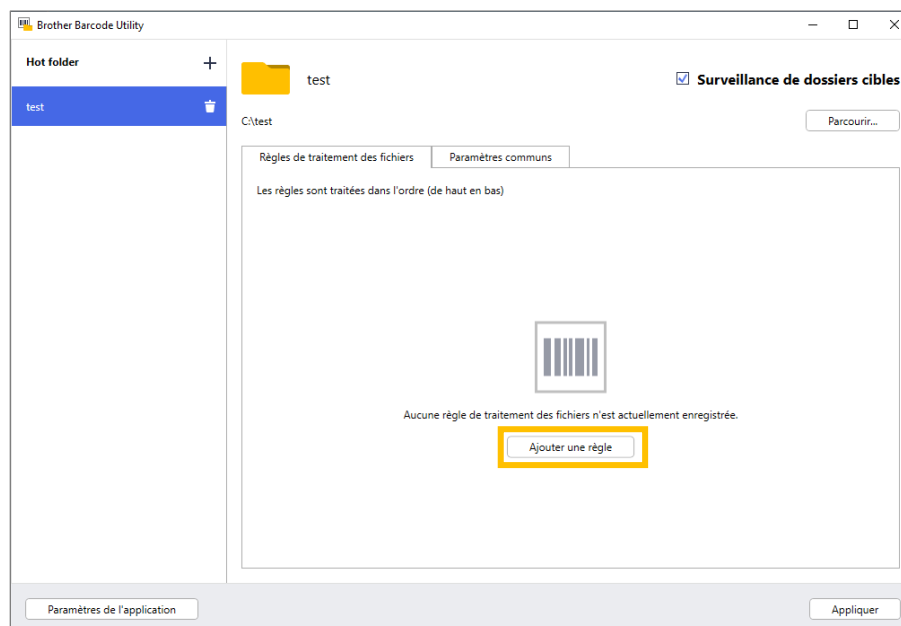 Brother Barcode Utility
Hot folder
test
test
Surveillance de dossiers cibles
C:\test
Parcourir...
Règles de traitement des fichiers
Paramètres communs
Les règles sont traitées dans l'ordre (de haut en bas)
Aucune règle de traitement des fichiers n'est actuellement enregistrée.
Ajouter une règle
Paramètres de l'application
Appliquer